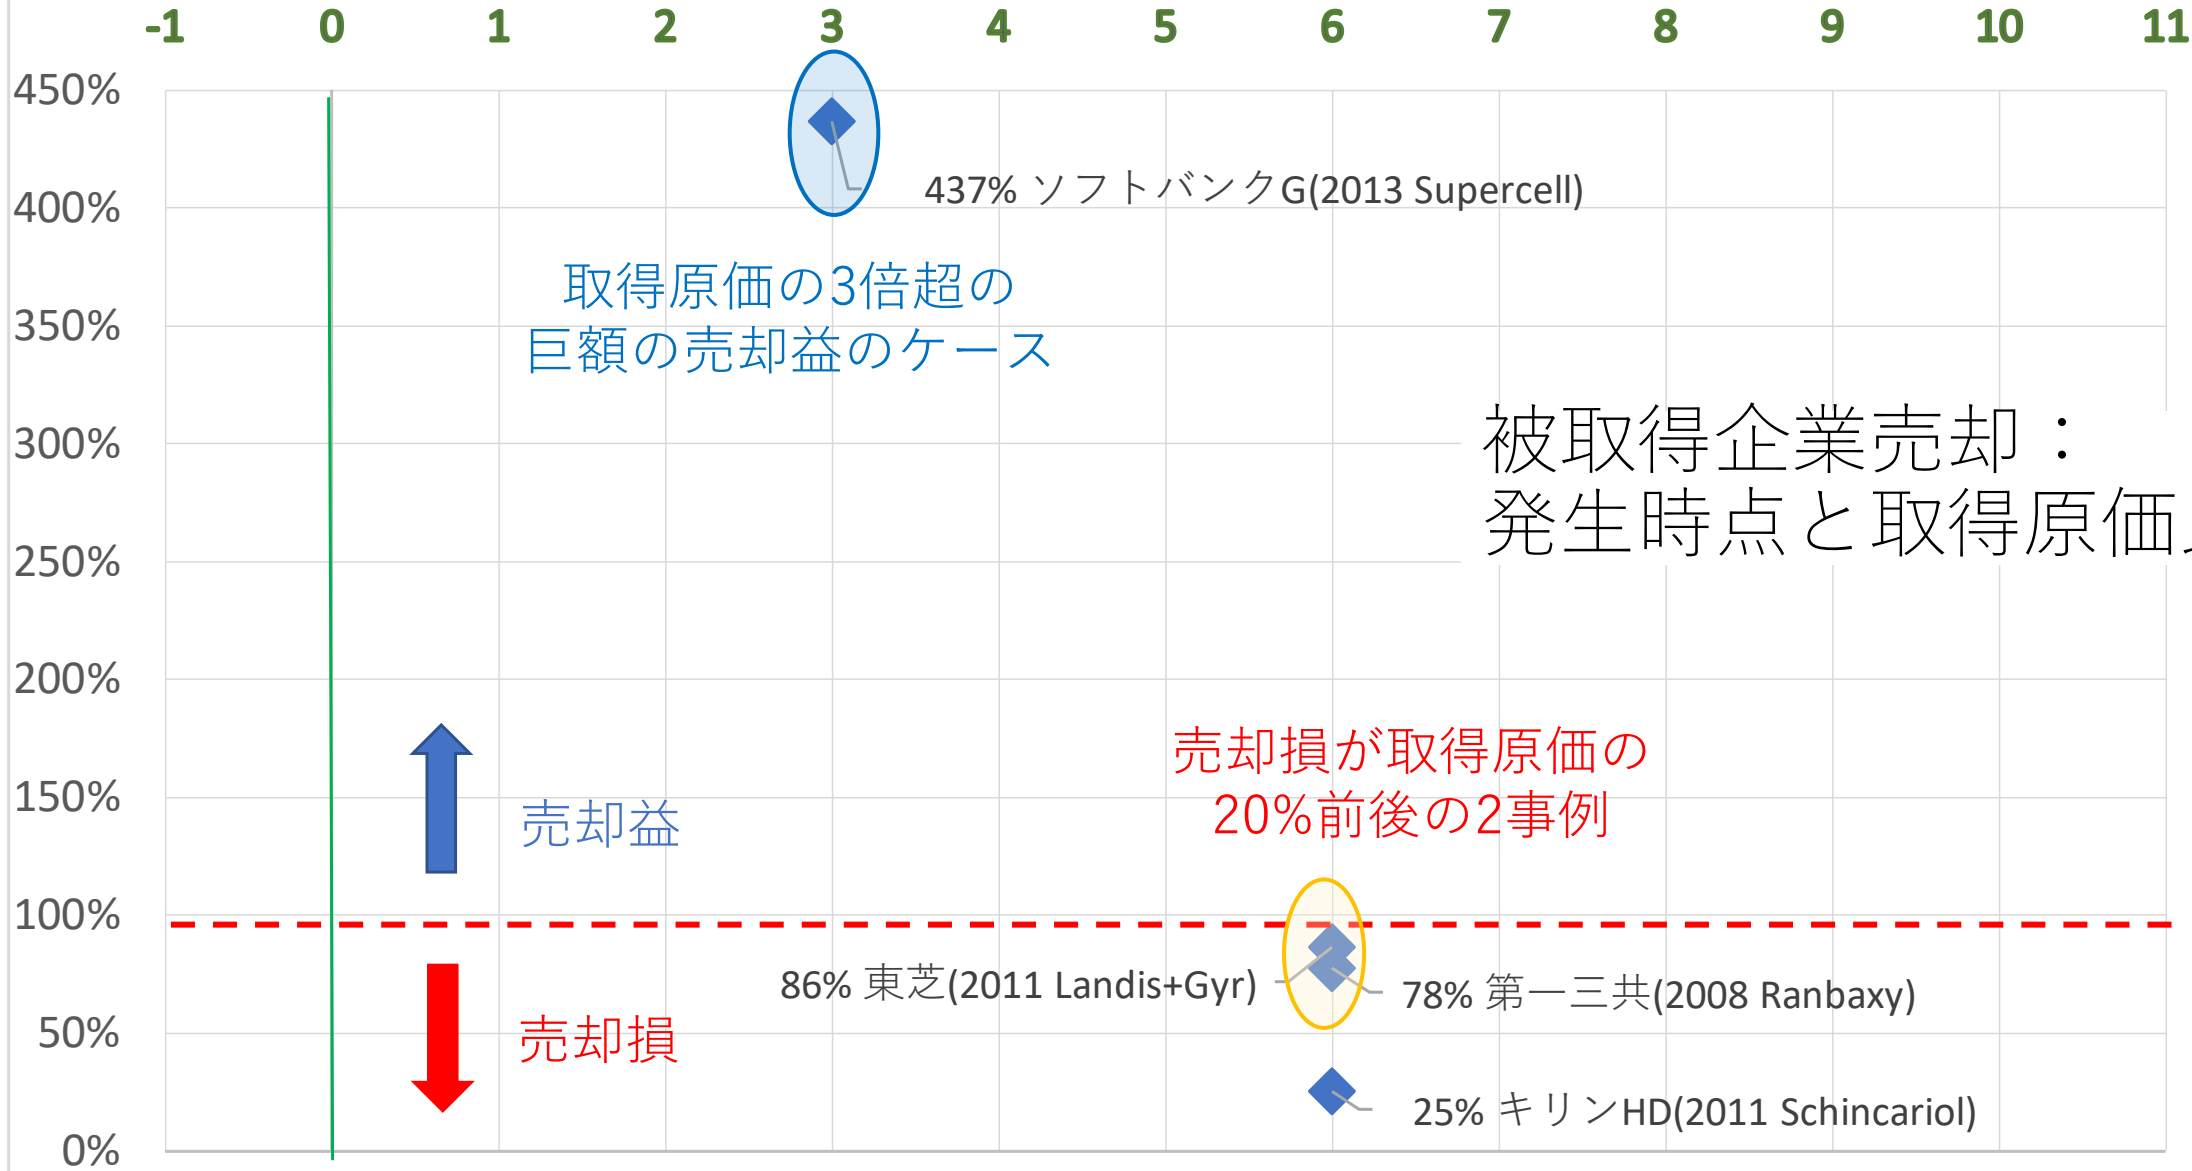 -1 0 1 2 3 4 5 6 7 8 9 10 11
450%
437% ソフトバンクG(2013 Supercell)
400%
取得原価の3倍超の
350%
巨額の売却益のケース
300%
被取得企業売却：
250%
発生時点と取得原価
200%
売却損が取得原価の
150%
20%前後の2事例
売却益
100%
86% 東芝(2011 Landis+Gyr)
78% 第一三共(2008 Ranbaxy)
50%
売却損
25% キリンHD(2011 Schincariol)
0%